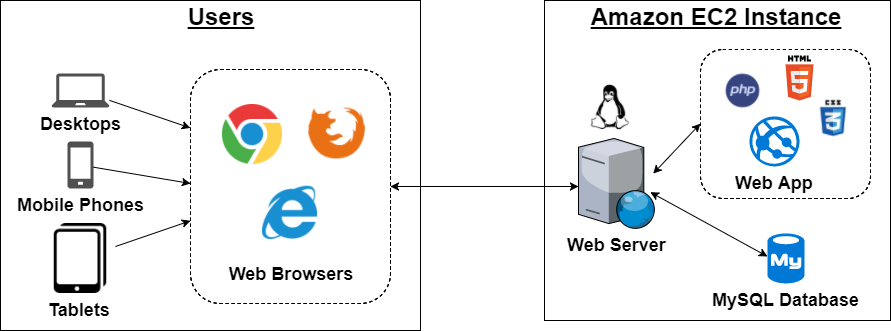 Users
Amazon EC2 Instance
Desktops
Mobile Phones
Tablets
Web Browsers
Web Server
php
HTML
5
CSS
3
Web App
My
MySQL Database